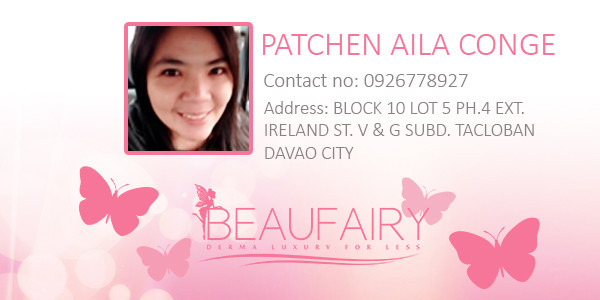 PATCHEN AILA CONGE
Contact no: 0926778927
Address: BLOCK 10 LOT 5 PH.4 EXT.
IRELAND ST. V & G SUBD. TACLOBAN
DAVAO CITY
BEAUFAIRY
DERMA LUXURY FOR LESS